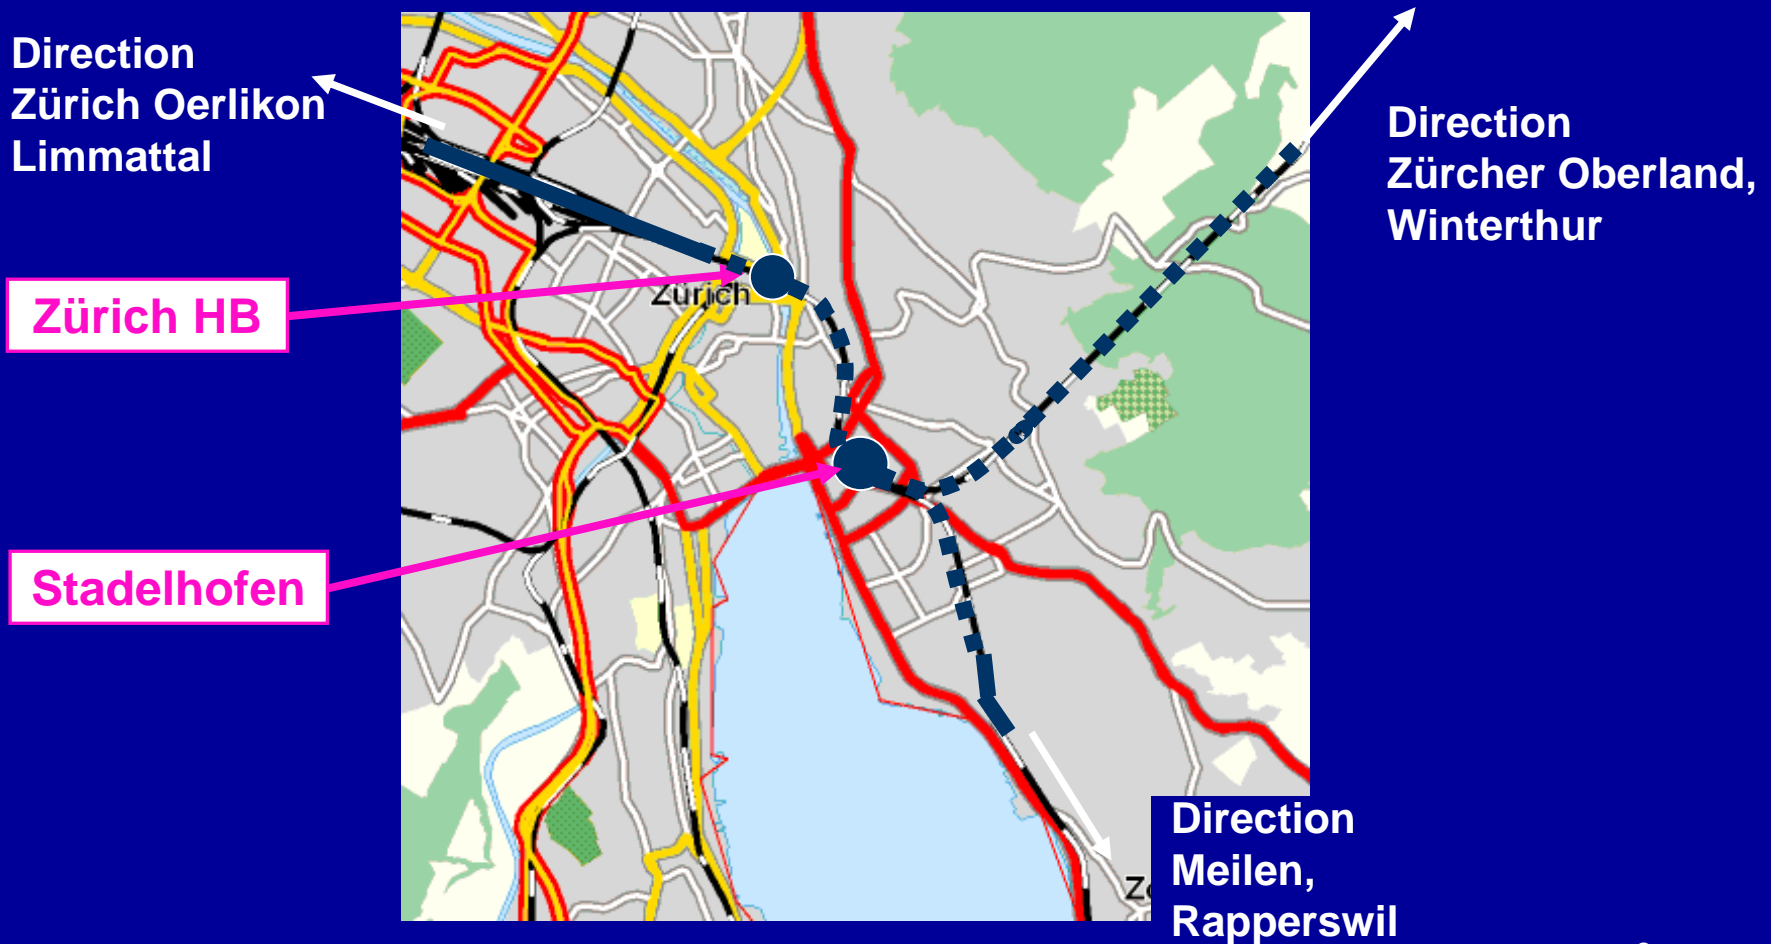 Direction
Zürich Oerlikon
Limmattal
Direction
Zürcher Oberland,
Winterthur
Zürich HB
Zürich
Stadelhofen
Direction
Meilen,
Rapperswil